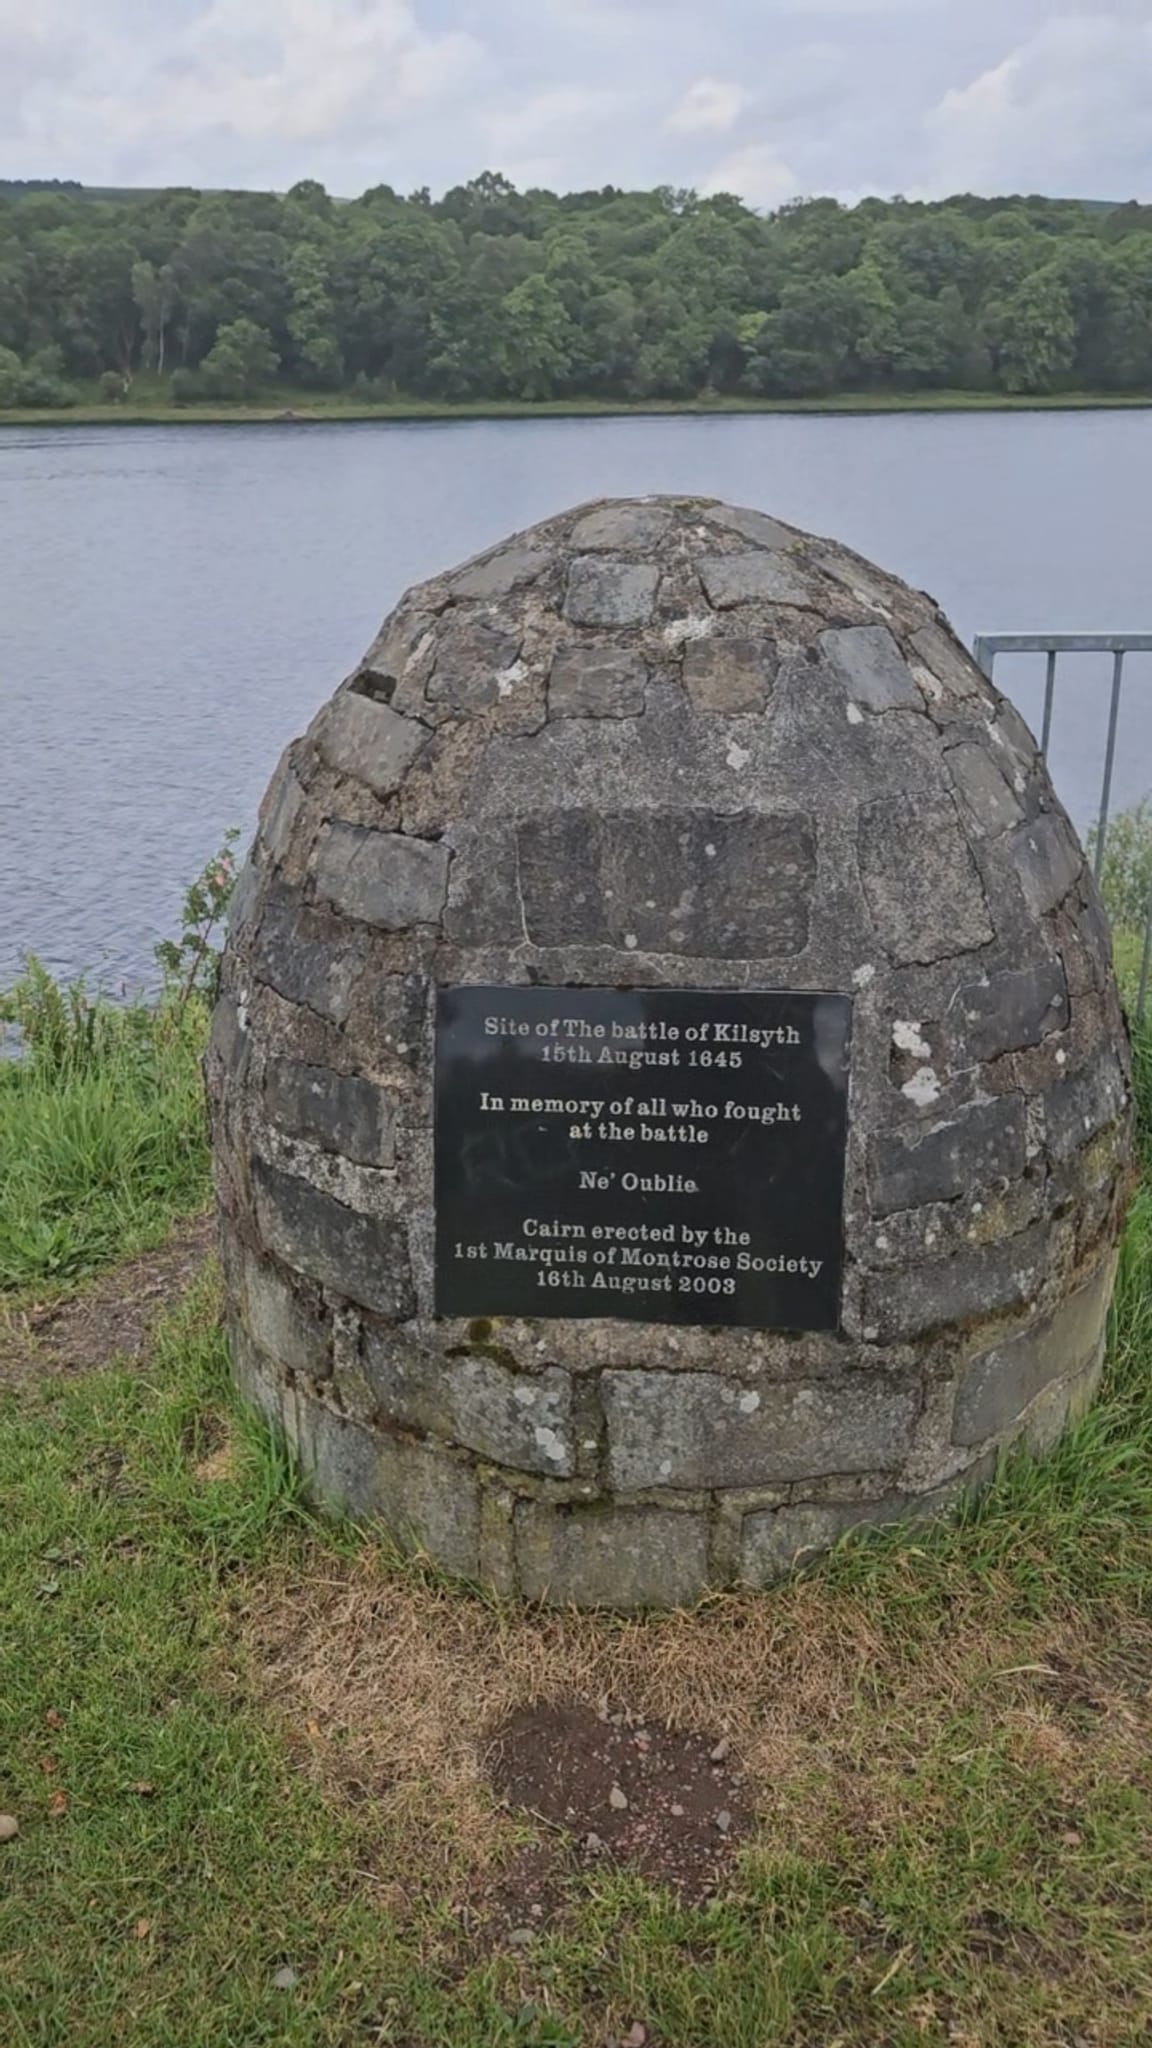 Site of The battle of Kilsyth
15th August 1645
In memory of all who fought
at the battle
Ne' Oublie
Cairn erected by the
1st Marquis of Montrose Society
16th August 2003